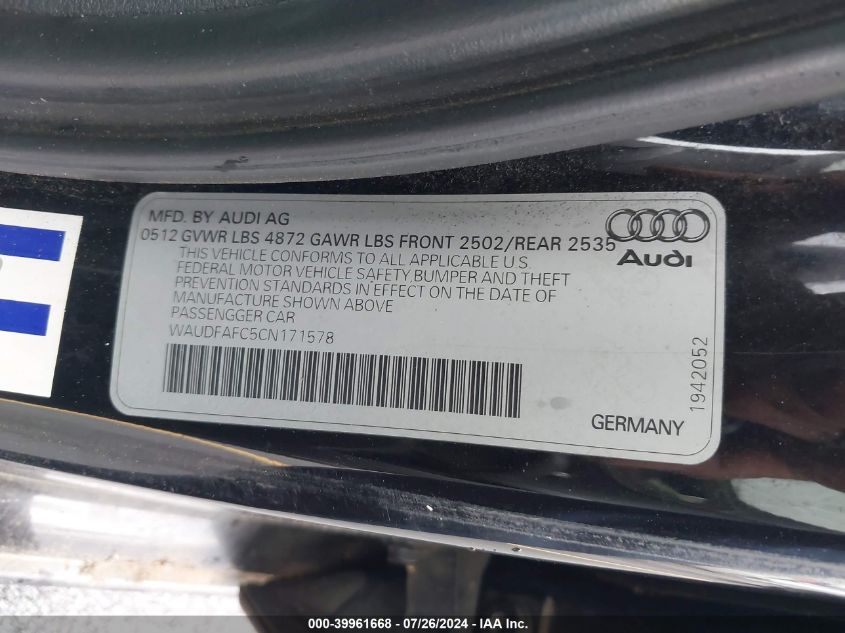 MFD. BY AUDI AG
0512 GVWR LBS 4872 GAWR LBS FRONT 2502/REAR 2535
THIS VEHICLE CONFORMS TO ALL APPLICABLE U.S
FEDERAL MOTOR VEHICLE SAFETY,BUMPER AND THEFT
PREVENTION STANDARDS IN EFFECT ON THE DATE OF
MANUFACTURE SHOWN ABOVE
PASSENGGER CAR
WAUDFAFC5CN171578
Audi
1942052
GERMANY
000-39961668 / 07/26/2024 - IAA Inc.